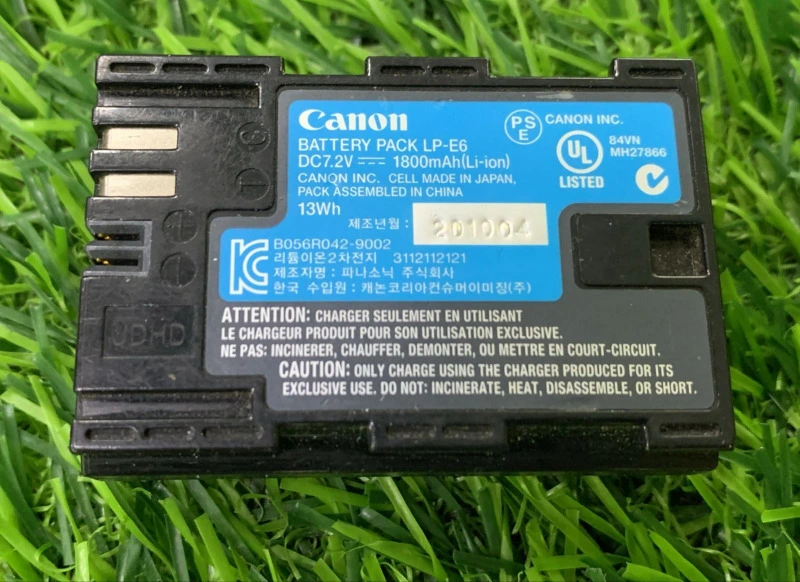 Canon
BATTERY PACK LP-E6
DC7.2V ⎓ 1800mAh(Li-ion)
CANON INC. CELL MADE IN JAPAN,
PACK ASSEMBLED IN CHINA
13Wh
PS
E
CANON INC.
UL
LISTED
84VN
MH27866
제조년월 : 201004
B056R042-9002
리튬이온2차전지 3112112121
제조자명 : 파나소닉 주식회사
한국 수입원 : 캐논코리아컨슈머이미징(주)
ATTENTION: CHARGER SEULEMENT EN UTILISANT
LE CHARGEUR PRODUIT POUR SON UTILISATION EXCLUSIVE.
NE PAS: INCINERER, CHAUFFER, DEMONTER, OU METTRE EN COURT-CIRCUIT.
CAUTION: ONLY CHARGE USING THE CHARGER PRODUCED FOR ITS
EXCLUSIVE USE. DO NOT: INCINERATE, HEAT, DISASSEMBLE, OR SHORT.